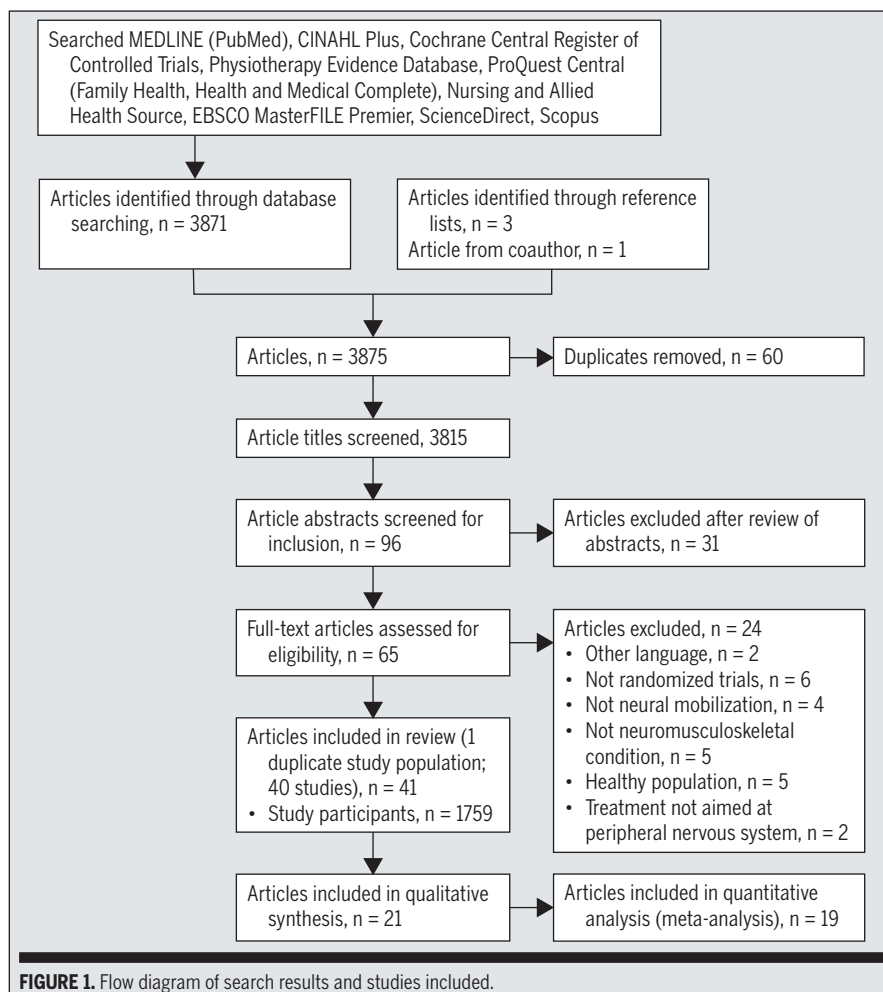 Searched MEDLINE (PubMed), CINAHL Plus, Cochrane Central Register of
Controlled Trials, Physiotherapy Evidence Database, ProQuest Central
(Family Health, Health and Medical Complete), Nursing and Allied
Health Source, EBSCO MasterFILE Premier, ScienceDirect, Scopus
Articles identified through database
searching, n = 3871
Articles identified through reference
lists, n = 3
Article from coauthor, n = 1
Articles, n = 3875
Duplicates removed, n = 60
Article titles screened, 3815
Article abstracts screened for
inclusion, n = 96
Articles excluded after review of
abstracts, n = 31
Full-text articles assessed for
eligibility, n = 65
Articles excluded, n = 24
• Other language, n = 2
• Not randomized trials, n = 6
• Not neural mobilization, n = 4
• Not neuromusculoskeletal
condition, n = 5
• Healthy population, n = 5
• Treatment not aimed at
peripheral nervous system, n = 2
Articles included in review (1
duplicate study population;
40 studies), n = 41
• Study participants, n = 1759
Articles included in qualitative
synthesis, n = 21
Articles included in quantitative
analysis (meta-analysis), n = 19
FIGURE 1. Flow diagram of search results and studies included.